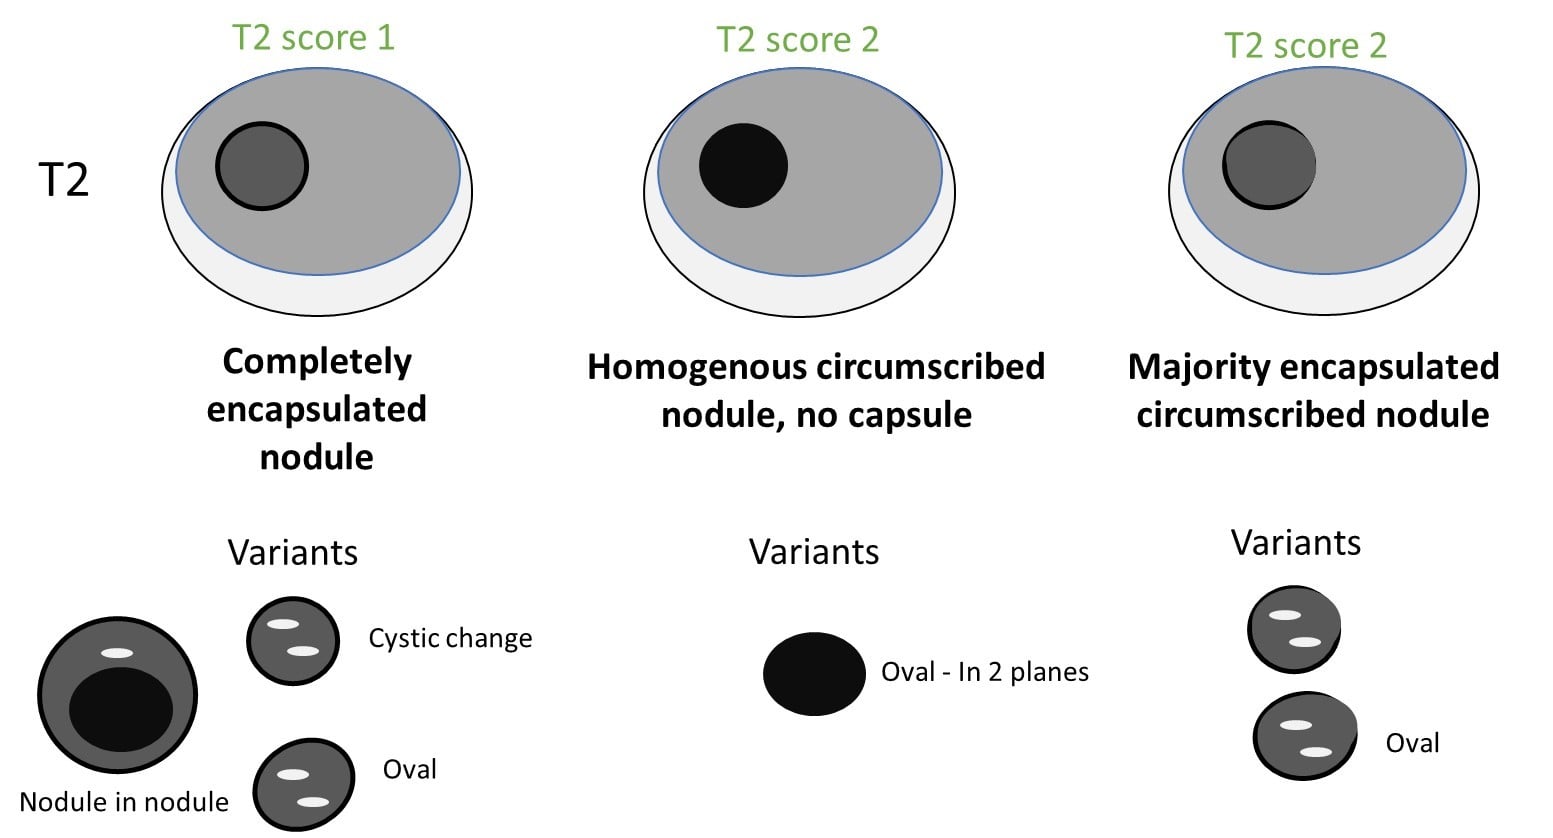 T2 score 1
T2 score 2
T2 score 2
T2
Completely
encapsulated
nodule
Homogenous circumscribed
nodule, no capsule
Majority encapsulated
circumscribed nodule
Variants
Cystic change
Oval
Nodule in nodule
Variants
Oval - In 2 planes
Variants
Oval